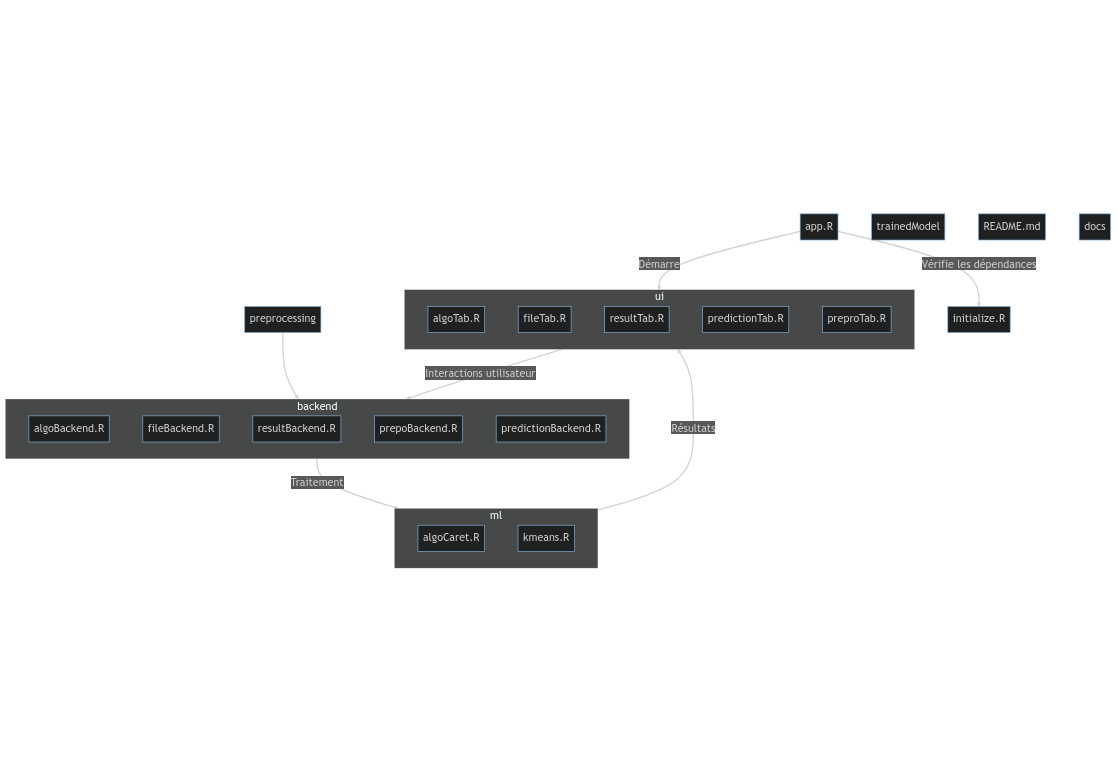 app.R
trainedModel
README.md
docs
Démarre
Vérifie les dépendances
ui
preprocessing
algoTab.R
fileTab.R
resultTab.R
predictionTab.R
preproTab.R
initialize.R
Interactions utilisateur
backend
algoBackend.R
fileBackend.R
resultBackend.R
prepoBackend.R
predictionBackend.R
Résultats
Traitement
ml
algoCaret.R
kmeans.R